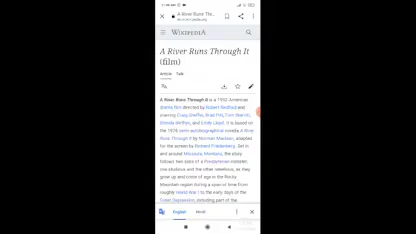 A River Runs Thr...
WIKIPEDIA
A River Runs Through It
(film)
Article Talk
A River Runs Through It is a 1992 American
drama film directed by Robert Redford and
starring Craig Sheffer, Brad Pitt, Tom Skerritt,
Brenda Blethyn, and Emily Lloyd. It is based on
the 1976 semi-autobiographical novella A River
Runs Through It by Norman Maclean, adapted
for the screen by Richard Friedenberg. Set in
and around Missoula, Montana, the story
follows two sons of a Presbyterian minister,
one studious and the other rebellious, as they
grow up and come of age in the Rocky
Mountain region during a span of time from
roughly World War I to the early days of the
Great Depression, including part of the
English Hindi